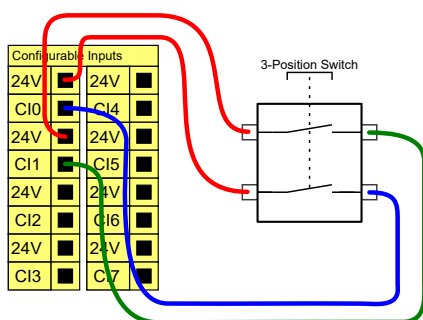 Configurable Inputs
24V 24V
CI0 CI4
24V 24V
CI1 CI5
24V 24V
CI2 CI6
24V 24V
CI3 CI7
3-Position Switch